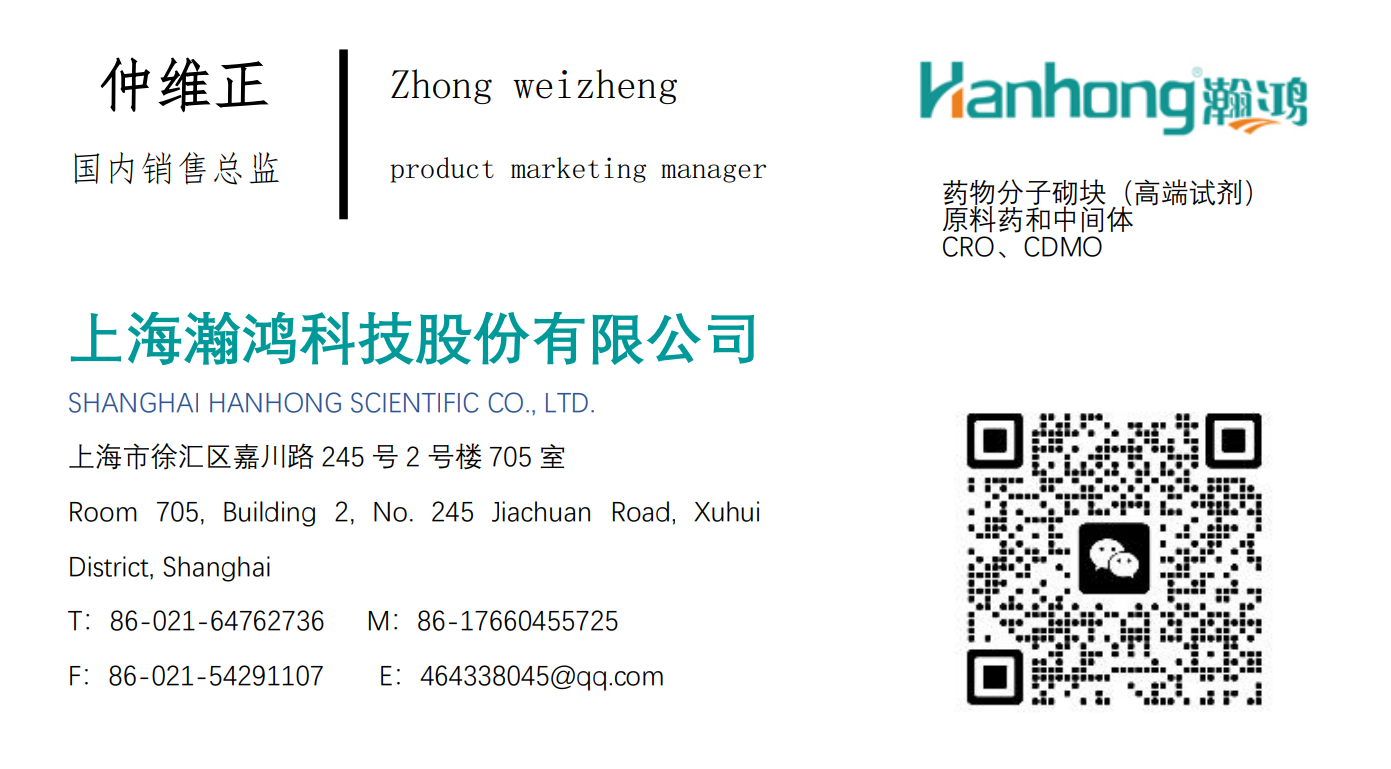 仲维正
国内销售总监
Zhong weizheng
product marketing manager
Hanhong® 瀚鸿
药物分子砌块（高端试剂）
原料药和中间体
CRO、CDMO
上海瀚鸿科技股份有限公司
SHANGHAI HANHONG SCIENTIFIC CO., LTD.
上海市徐汇区嘉川路 245 号 2 号楼 705 室
Room 705, Building 2, No. 245 Jiachuan Road, Xuhui
District, Shanghai
T：86-021-64762736 M：86-17660455725
F：86-021-54291107 E：464338045@qq.com